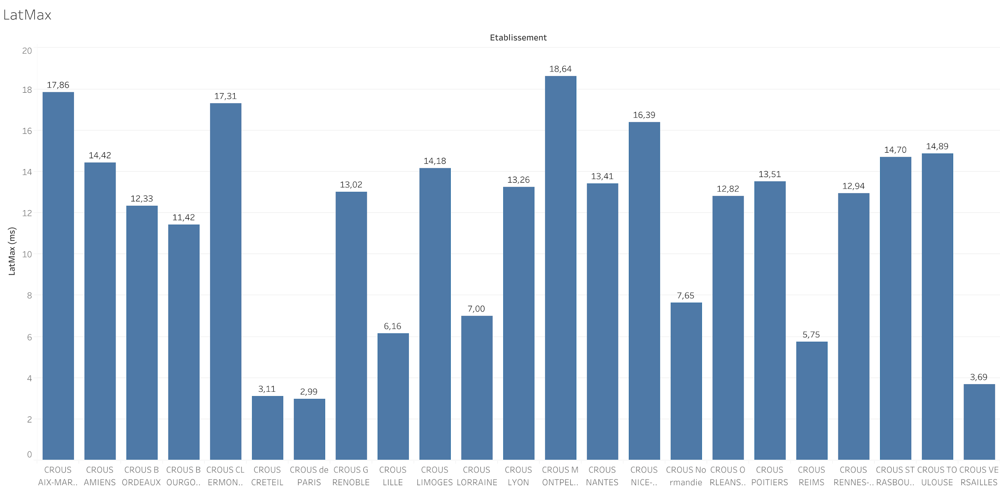 LatMax
Etablissement
20
18
16
14
12
10
8
6
4
2
0
LatMax (ms)
17,86
14,42
12,33
11,42
17,31
3,11
2,99
13,02
6,16
14,18
7,00
13,26
18,64
13,41
16,39
7,65
12,82
13,51
5,75
12,94
14,70
14,89
3,69
CROUS
AIX-MAR..
CROUS
AMIENS
CROUS B
ORDEAUX
CROUS B
OURGO..
CROUS CL
ERMON..
CROUS
CRETEIL
CROUS de
PARIS
CROUS G
RENOBLE
CROUS
LILLE
CROUS
LIMOGES
CROUS
LORRAINE
CROUS
LYON
CROUS M
ONTPEL..
CROUS
NANTES
CROUS
NICE-..
CROUS No
rmandie
CROUS O
RLEANS..
CROUS
POITIERS
CROUS
REIMS
CROUS
RENNES-..
CROUS ST
RASBOU..
CROUS TO
ULOUSE
CROUS VE
RSAILLES